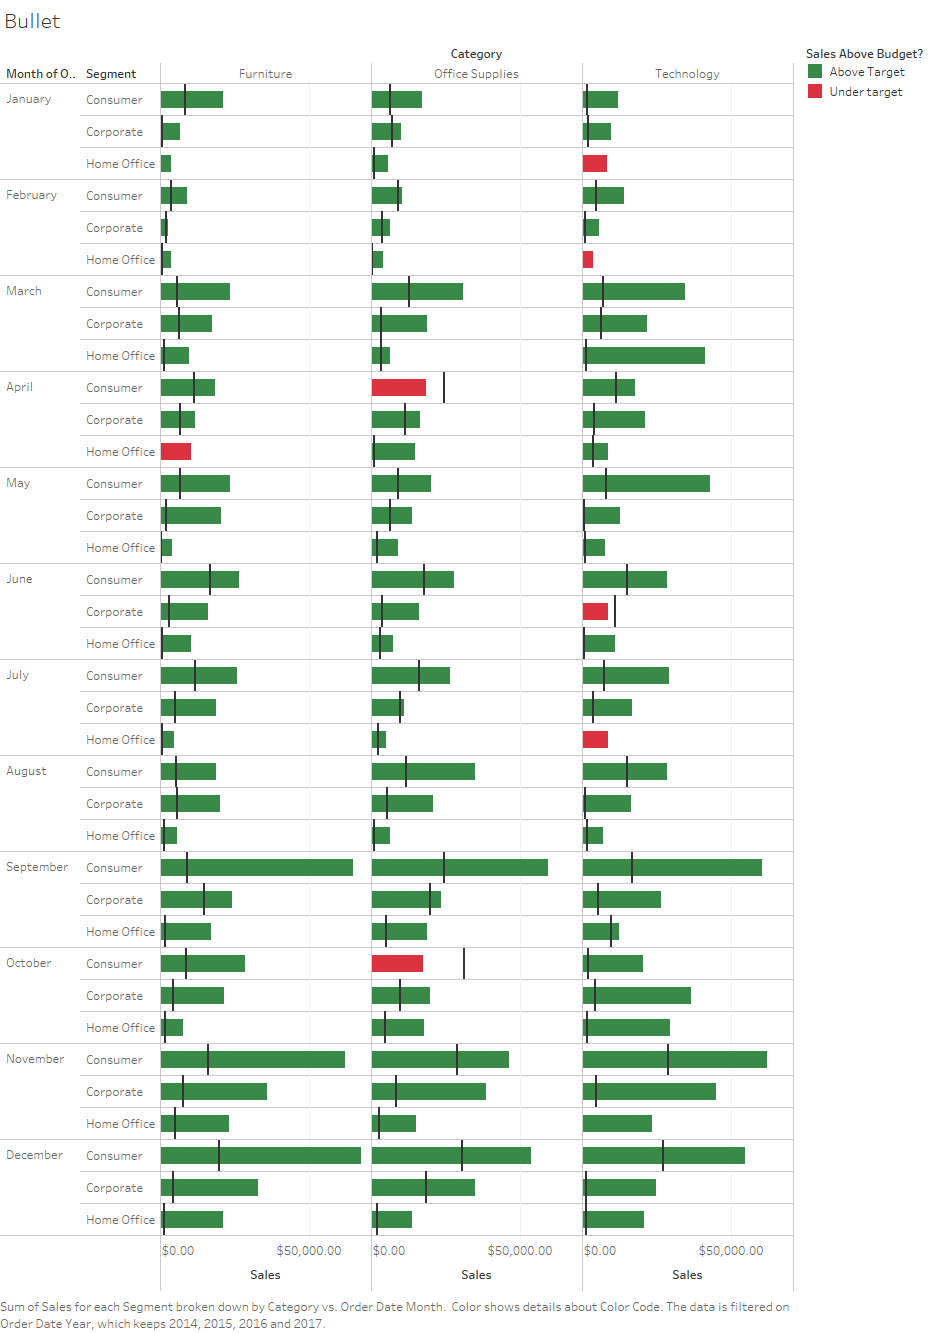 Bullet
Category
Sales Above Budget?
Month of O.. Segment Furniture Office Supplies Technology
Above Target
Under target
January Consumer
Corporate
Home Office
February Consumer
Corporate
Home Office
March Consumer
Corporate
Home Office
April Consumer
Corporate
Home Office
May Consumer
Corporate
Home Office
June Consumer
Corporate
Home Office
July Consumer
Corporate
Home Office
August Consumer
Corporate
Home Office
September Consumer
Corporate
Home Office
October Consumer
Corporate
Home Office
November Consumer
Corporate
Home Office
December Consumer
Corporate
Home Office
$0.00 $50,000.00 $0.00 $50,000.00 $0.00 $50,000.00
Sales Sales Sales
Sum of Sales for each Segment broken down by Category vs. Order Date Month. Color shows details about Color Code. The data is filtered on
Order Date Year, which keeps 2014, 2015, 2016 and 2017.